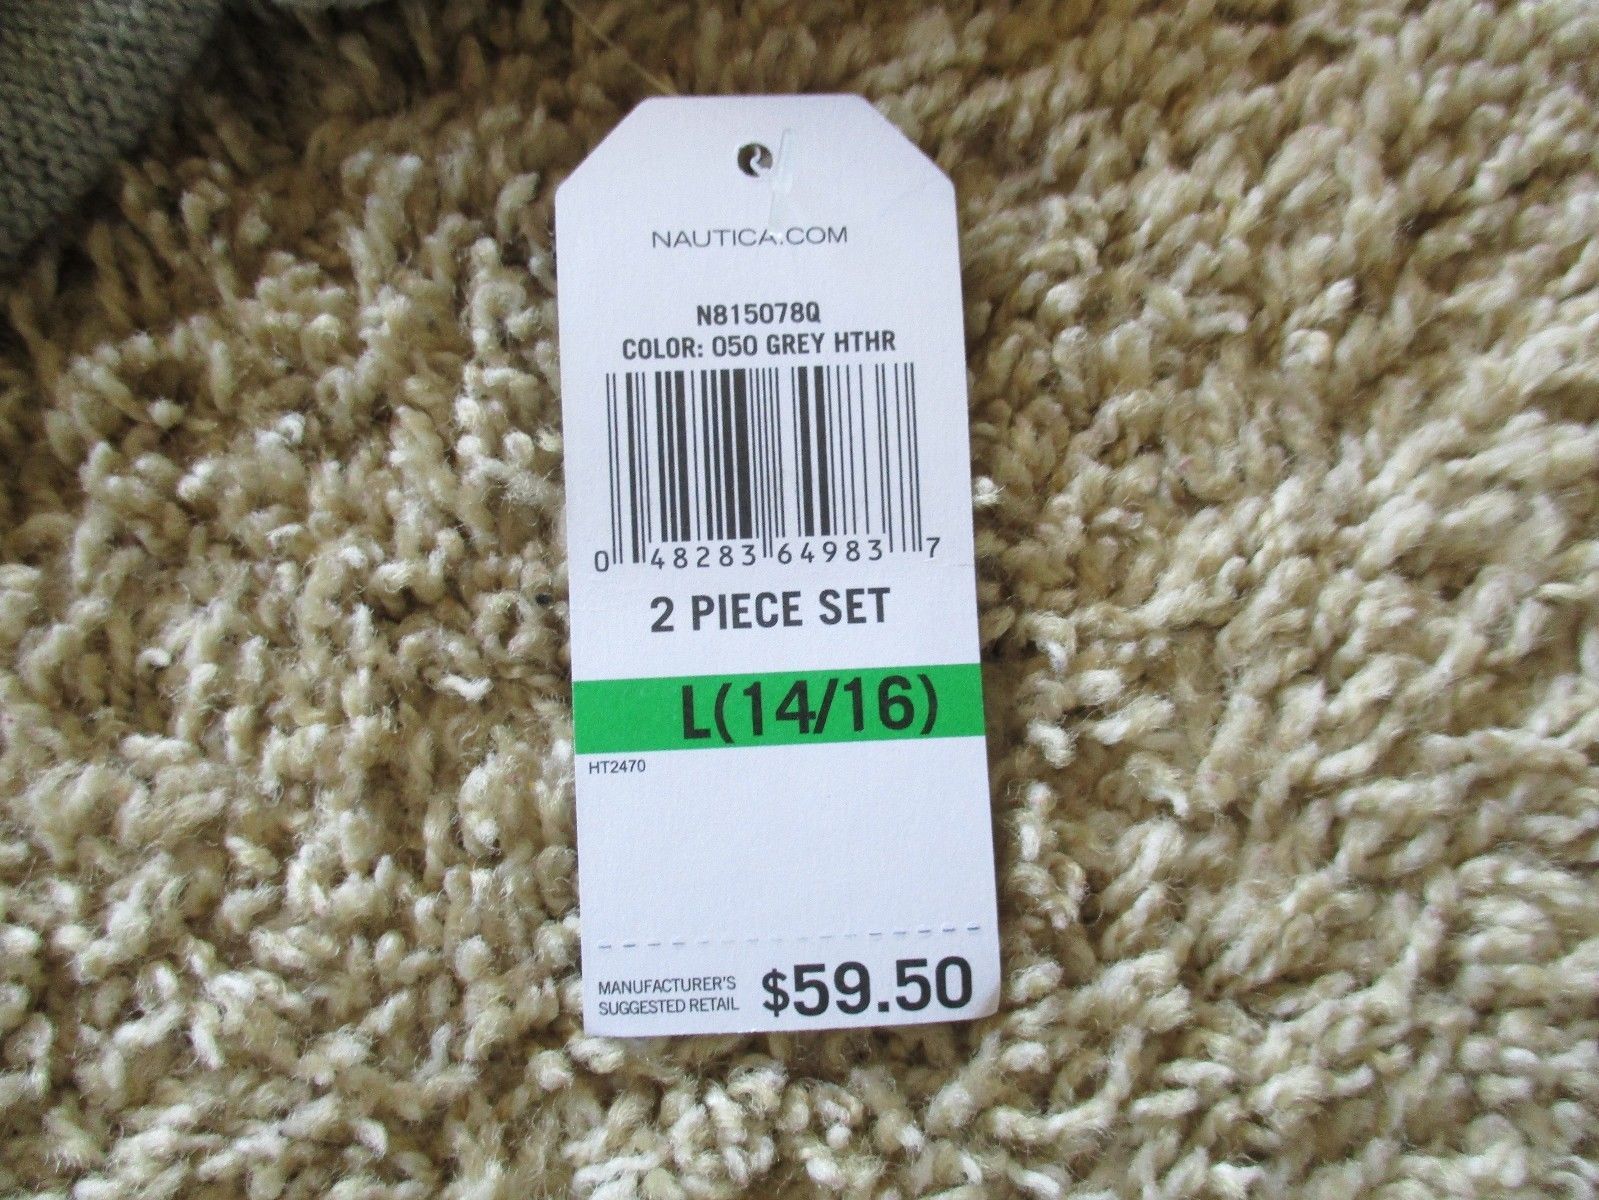 NAUTICA.COM
N815078Q
COLOR: 050 GREY HTHR
0 48283 64983 7
2 PIECE SET
L(14/16)
HT2470
MANUFACTURER'S
SUGGESTED RETAIL $59.50